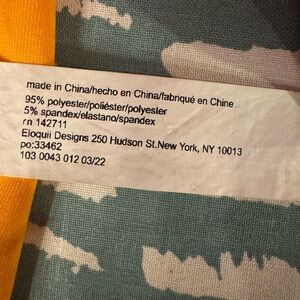 made in China/hecho en China/fabriqué en Chine
95% polyester/poliéster/polyester
5% spandex/elastano/spandex
rn 142711
Eloquii Designs 250 Hudson St.New York, NY 10013
po:33462
103 0043 012 03/22